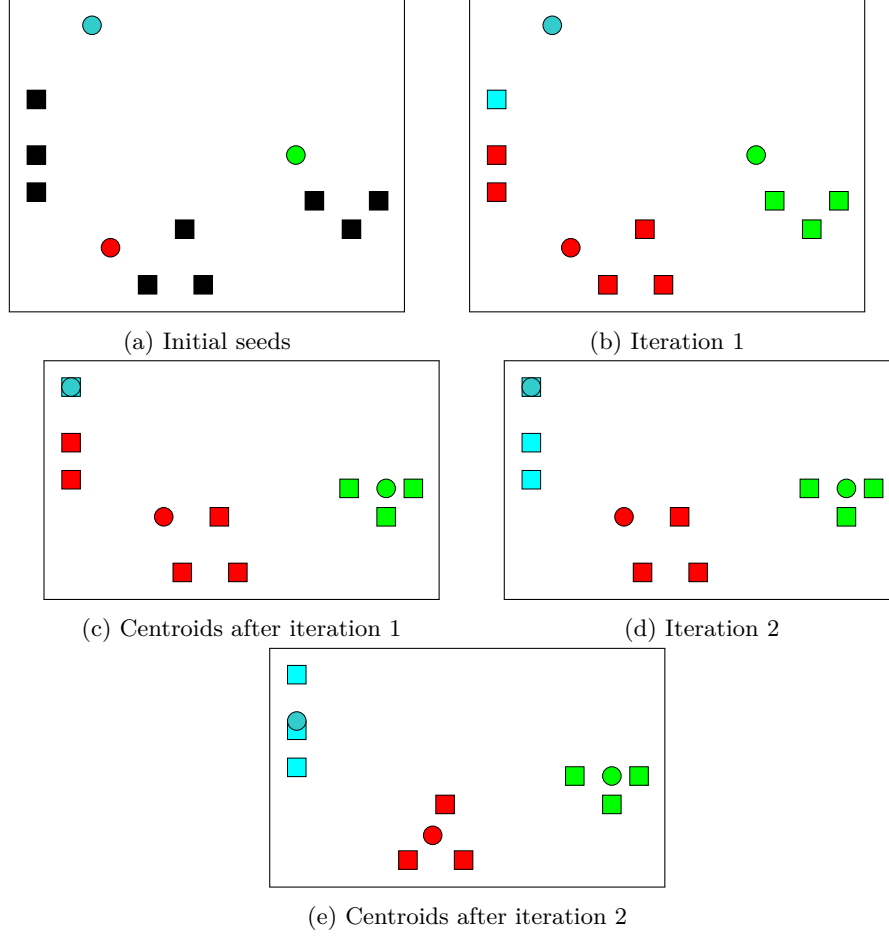 (a) Initial seeds
(b) Iteration 1
(c) Centroids after iteration 1
(d) Iteration 2
(e) Centroids after iteration 2